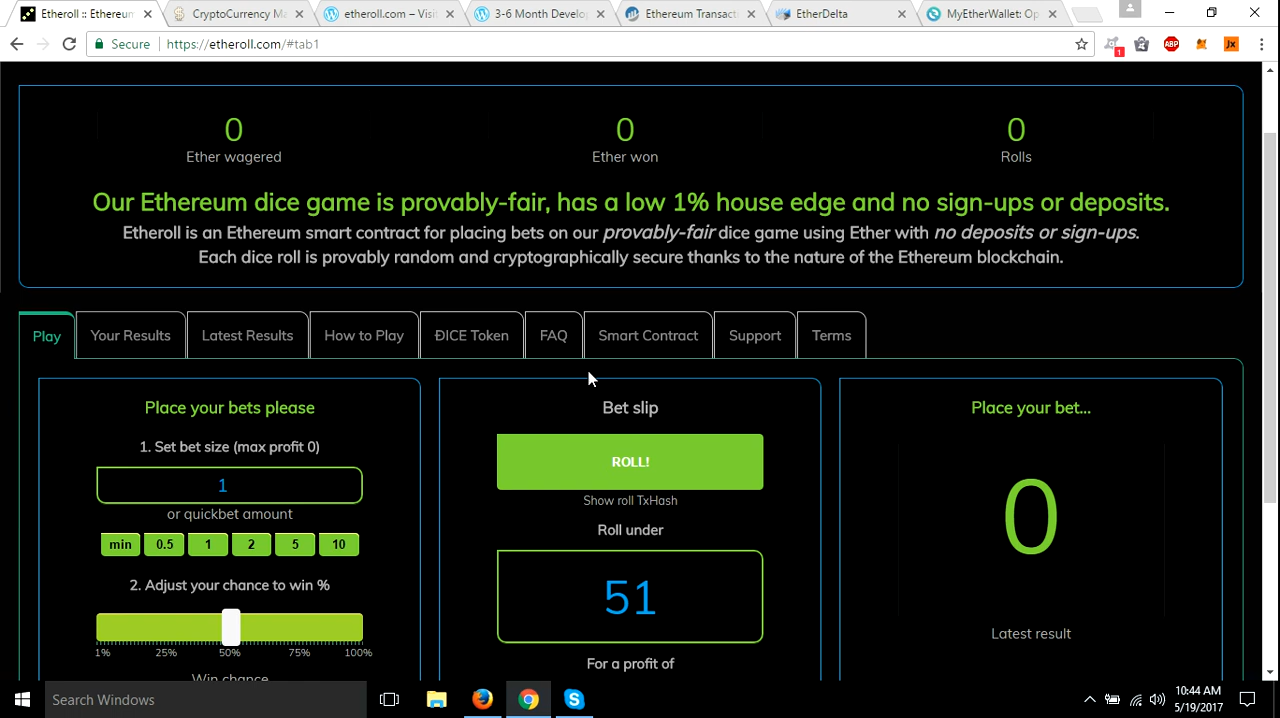 Etheroll :: Ethereum
CryptoCurrency Ma
etheroll.com – Visit
3-6 Month Develop
Ethereum Transact
EtherDelta
MyEtherWallet: Op
Secure
https://etheroll.com/#tab1
1
ABP
Jx
0
Ether wagered
0
Ether won
0
Rolls
Our Ethereum dice game is provably-fair, has a low 1% house edge and no sign-ups or deposits.
Etheroll is an Ethereum smart contract for placing bets on our provably-fair dice game using Ether with no deposits or sign-ups.
Each dice roll is provably random and cryptographically secure thanks to the nature of the Ethereum blockchain.
Play
Your Results
Latest Results
How to Play
ÐICE Token
FAQ
Smart Contract
Support
Terms
Place your bets please
1. Set bet size (max profit 0)
1
or quickbet amount
min 0.5 1 2 5 10
2. Adjust your chance to win %
1% 25% 50% 75% 100%
Win chance
Bet slip
ROLL!
Show roll TxHash
Roll under
51
For a profit of
Place your bet...
0
Latest result
Search Windows
10:44 AM
5/19/2017